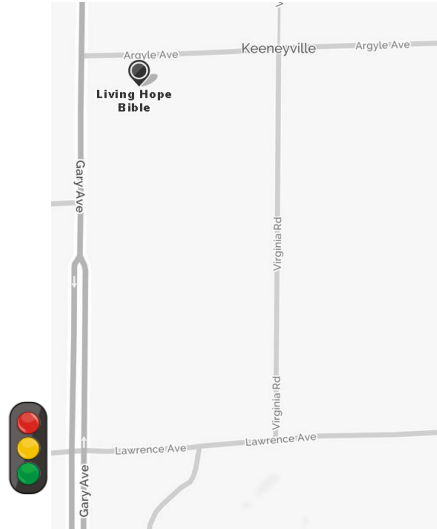 Argyle Ave
Keeneyville
Argyle Ave
Living Hope
Bible
Gary Ave
Virginia Rd
Virginia Rd
Lawrence Ave
Lawrence Ave
Gary Ave